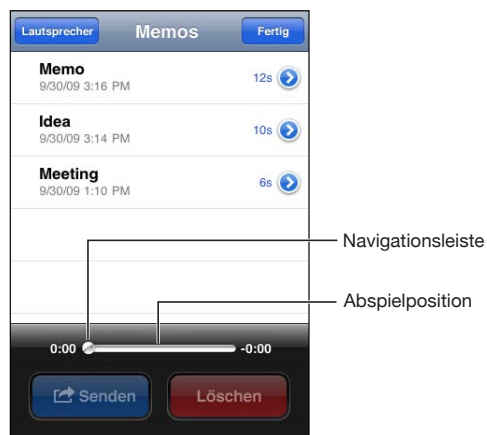 Lautsprecher Memos Fertig
Memo
9/30/09 3:16 PM
12s
Idea
9/30/09 3:14 PM
10s
Meeting
9/30/09 1:10 PM
6s
Navigationsleiste
Abspielposition
0:00 -0:00
Senden Löschen